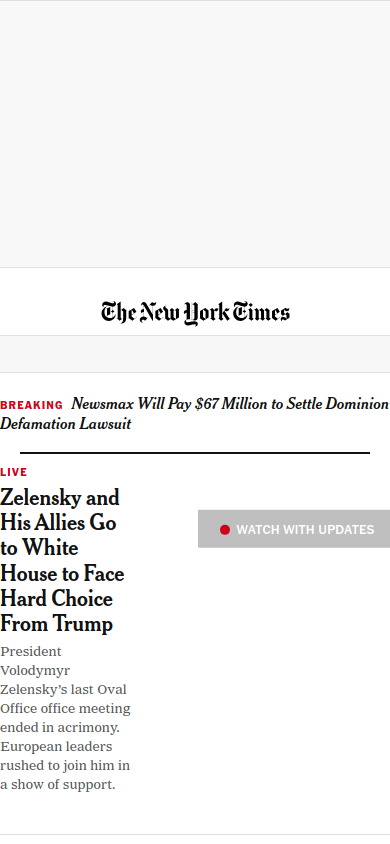 The New York Times
BREAKING Newsmax Will Pay $67 Million to Settle Dominion
Defamation Lawsuit
LIVE
Zelensky and
His Allies Go
to White
House to Face
Hard Choice
From Trump
WATCH WITH UPDATES
President
Volodymyr
Zelensky’s last Oval
Office office meeting
ended in acrimony.
European leaders
rushed to join him in
a show of support.